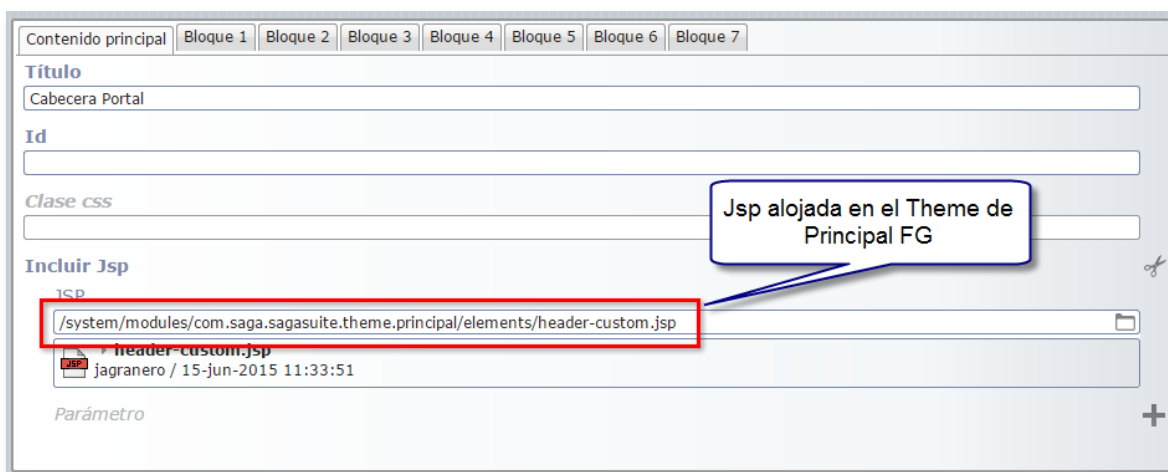 Contenido principal Bloque 1 Bloque 2 Bloque 3 Bloque 4 Bloque 5 Bloque 6 Bloque 7
Título
Cabecera Portal
Id
Clase css
Jsp alojada en el Theme de
Principal FG
Incluir Jsp
JSP
/system/modules/com.saga.sagasuite.theme.principal/elements/header-custom.jsp
header-custom.jsp
JSP
jagranero / 15-jun-2015 11:33:51
Parámetro